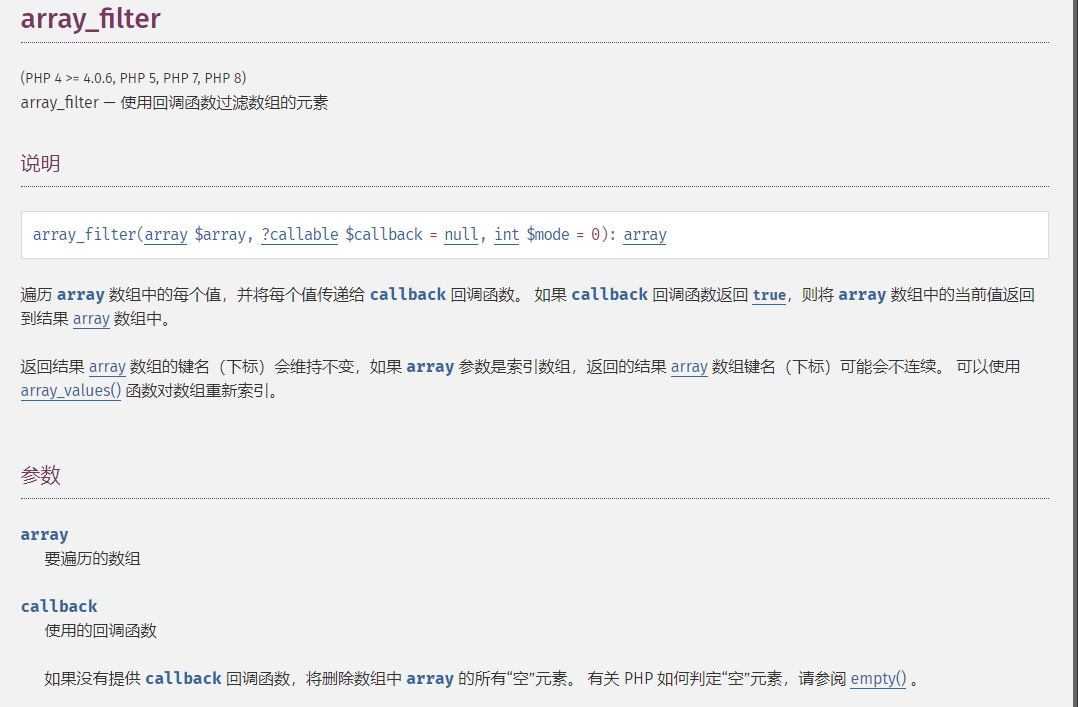 array_filter
(PHP 4 >= 4.0.6, PHP 5, PHP 7, PHP 8)
array_filter — 使用回调函数过滤数组的元素
说明
array_filter(array $array, ?callable $callback = null, int $mode = 0): array
遍历 array 数组中的每个值，并将每个值传递给 callback 回调函数。 如果 callback 回调函数返回 true，则将 array 数组中的当前值返回
到结果 array 数组中。
返回结果 array 数组的键名（下标）会维持不变，如果 array 参数是索引数组，返回的结果 array 数组键名（下标）可能会不连续。 可以使用
array_values() 函数对数组重新索引。
参数
array
要遍历的数组
callback
使用的回调函数
如果没有提供 callback 回调函数，将删除数组中 array 的所有“空”元素。 有关 PHP 如何判定“空”元素，请参阅 empty() 。